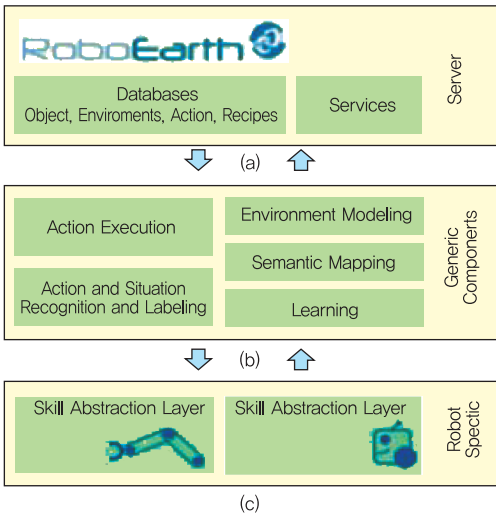 RoboEarth
Databases
Object, Enviroments, Action, Recipes
Services
Server
(a)
Action Execution
Action and Situation
Recognition and Labeling
Environment Modeling
Semantic Mapping
Learning
Generic
Componerts
(b)
Skill Abstraction Layer
Skill Abstraction Layer
Robot
Spectic
(c)